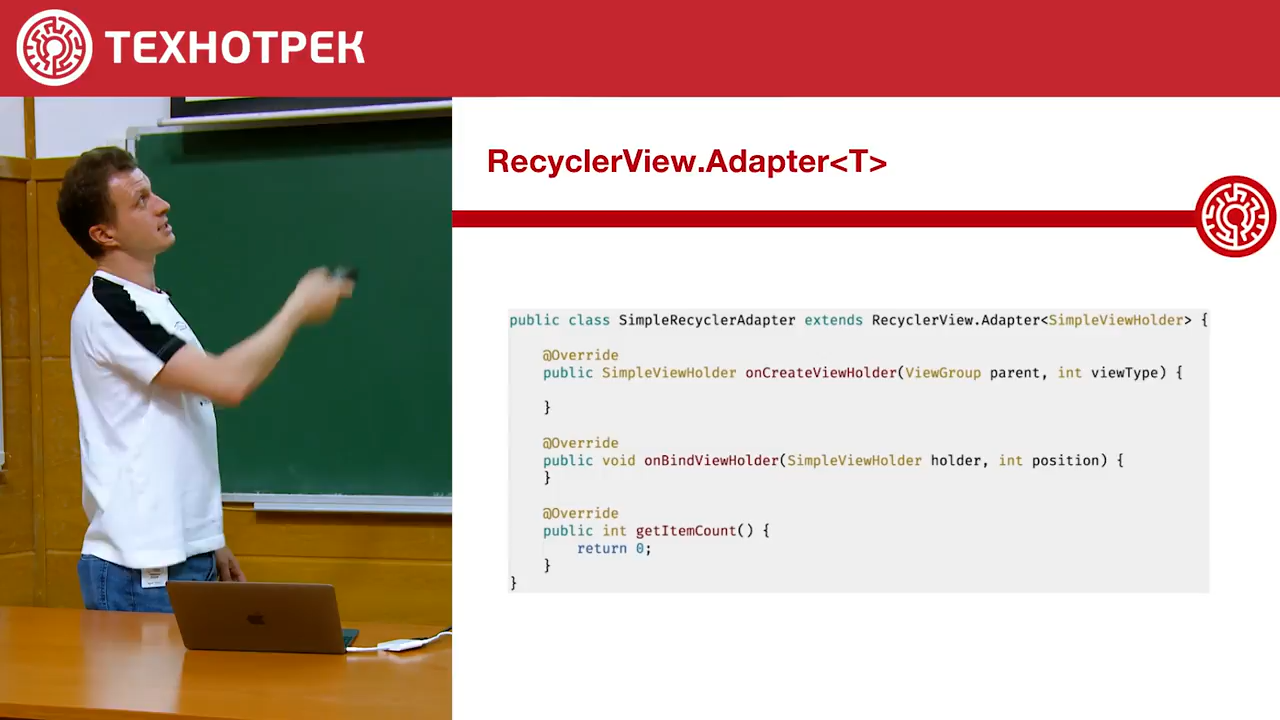 ТЕХНОТРЕК
RecyclerView.Adapter<T>
public class SimpleRecyclerAdapter extends RecyclerView.Adapter<SimpleViewHolder> {
@Override
public SimpleViewHolder onCreateViewHolder(ViewGroup parent, int viewType) {
}
@Override
public void onBindViewHolder(SimpleViewHolder holder, int position) {
}
@Override
public int getItemCount() {
return 0;
}
}